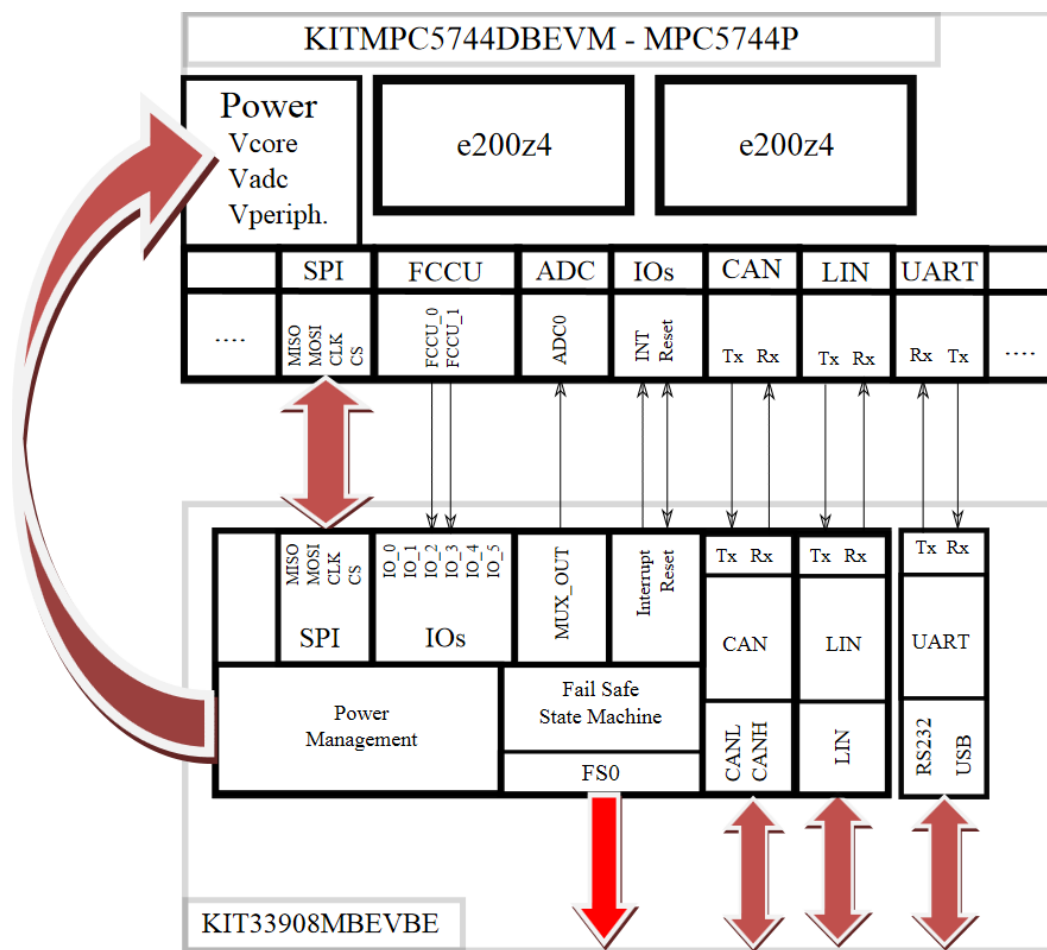 KITMPC5744DBEVM - MPC5744P
Power
Vcore
Vadc
Vperiph.
e200z4
e200z4
SPI
FCCU
ADC
IOs
CAN
LIN
UART
....
MISO
MOSI
CLK
CS
FCCU_0
FCCU_1
ADC0
INT
Reset
Tx Rx
Tx Rx
Rx Tx
....
MISO
MOSI
CLK
CS
SPI
IO_0
IO_1
IO_2
IO_3
IO_4
IO_5
IOs
MUX_OUT
Interrupt
Reset
Tx Rx
Tx Rx
Tx Rx
CAN
LIN
UART
Power
Management
Fail Safe
State Machine
FS0
CANL
CANH
LIN
RS232
USB
KIT33908MBEVBE